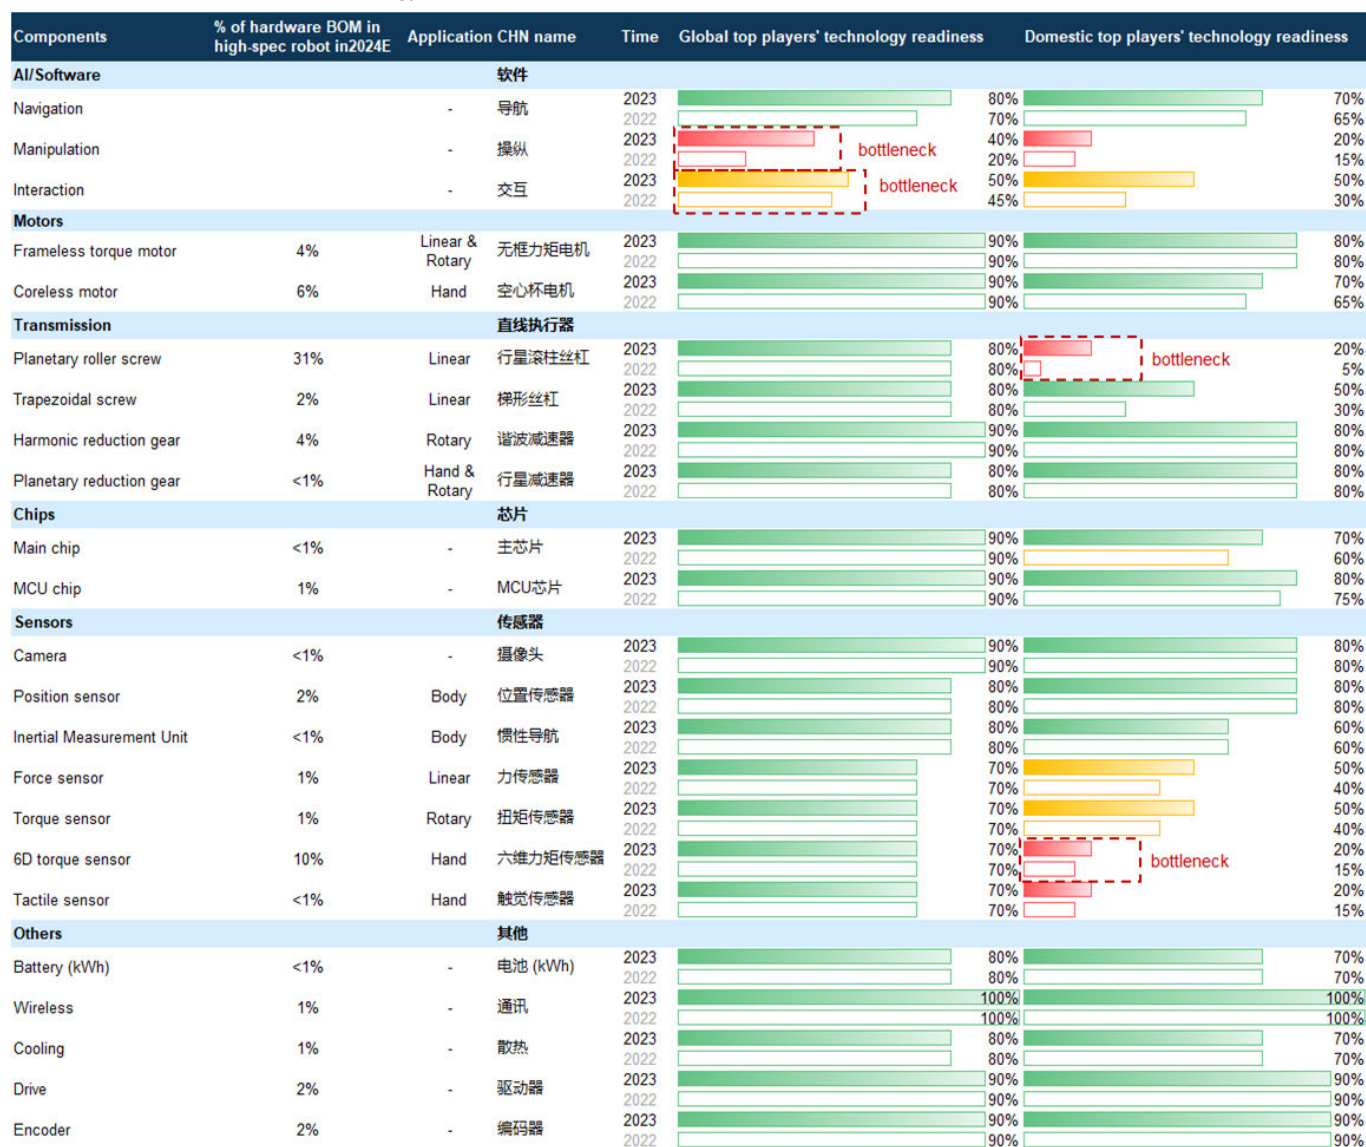 Components % of hardware BOM in high-spec robot in2024E Application CHN name Time Global top players' technology readiness Domestic top players' technology readiness
AI/Software 软件
Navigation - 导航 2023 80% 70%
2022 70% 65%
Manipulation - 操纵 2023 bottleneck 40% 20%
2022 20% 15%
Interaction - 交互 2023 bottleneck 50% 50%
2022 45% 30%
Motors
Frameless torque motor 4% Linear & Rotary 无框力矩电机 2023 90% 80%
2022 90% 80%
Coreless motor 6% Hand 空心杯电机 2023 90% 70%
2022 90% 65%
Transmission 直线执行器
Planetary roller screw 31% Linear 行星滚柱丝杠 2023 80% bottleneck 20%
2022 80% 5%
Trapezoidal screw 2% Linear 梯形丝杠 2023 80% 50%
2022 80% 30%
Harmonic reduction gear 4% Rotary 谐波减速器 2023 90% 80%
2022 90% 80%
Planetary reduction gear <1% Hand & Rotary 行星减速器 2023 80% 80%
2022 80% 80%
Chips 芯片
Main chip <1% - 主芯片 2023 90% 70%
2022 90% 60%
MCU chip 1% - MCU芯片 2023 90% 80%
2022 90% 75%
Sensors 传感器
Camera <1% - 摄像头 2023 90% 80%
2022 90% 80%
Position sensor 2% Body 位置传感器 2023 80% 80%
2022 80% 80%
Inertial Measurement Unit <1% Body 惯性导航 2023 80% 60%
2022 80% 60%
Force sensor 1% Linear 力传感器 2023 70% 50%
2022 70% 40%
Torque sensor 1% Rotary 扭矩传感器 2023 70% 50%
2022 70% 40%
6D torque sensor 10% Hand 六维力矩传感器 2023 70% bottleneck 20%
2022 70% 15%
Tactile sensor <1% Hand 触觉传感器 2023 70% 20%
2022 70% 15%
Others 其他
Battery (kWh) <1% - 电池 (kWh) 2023 80% 70%
2022 80% 70%
Wireless 1% - 通讯 2023 100% 100%
2022 100% 100%
Cooling 1% - 散热 2023 80% 70%
2022 80% 70%
Drive 2% - 驱动器 2023 90% 90%
2022 90% 90%
Encoder 2% - 编码器 2023 90% 90%
2022 90% 90%